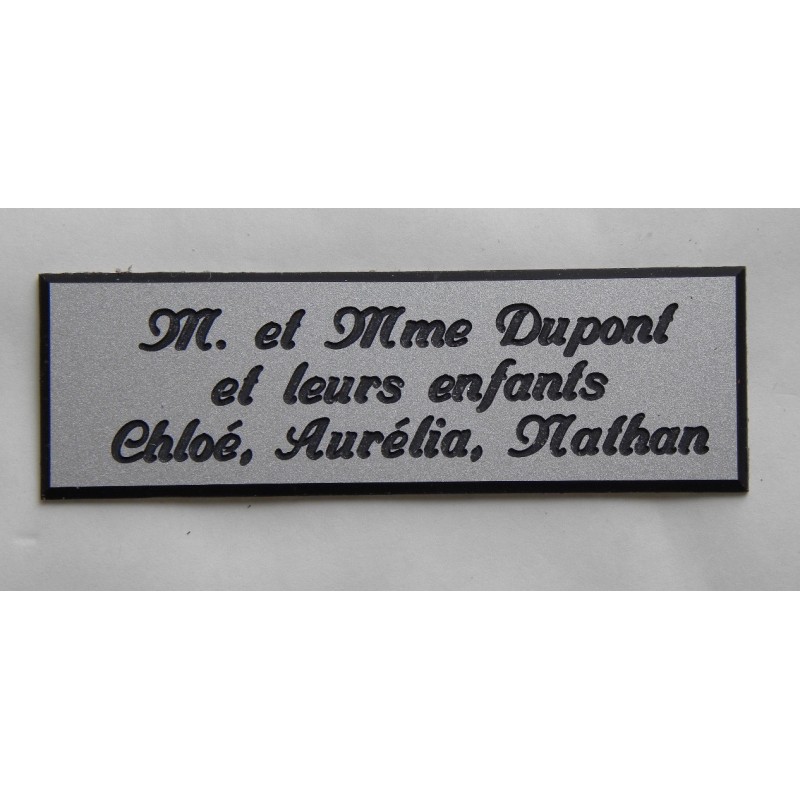 M. et Mme Dupont
et leurs enfants
Chloé, Aurélia, Nathan